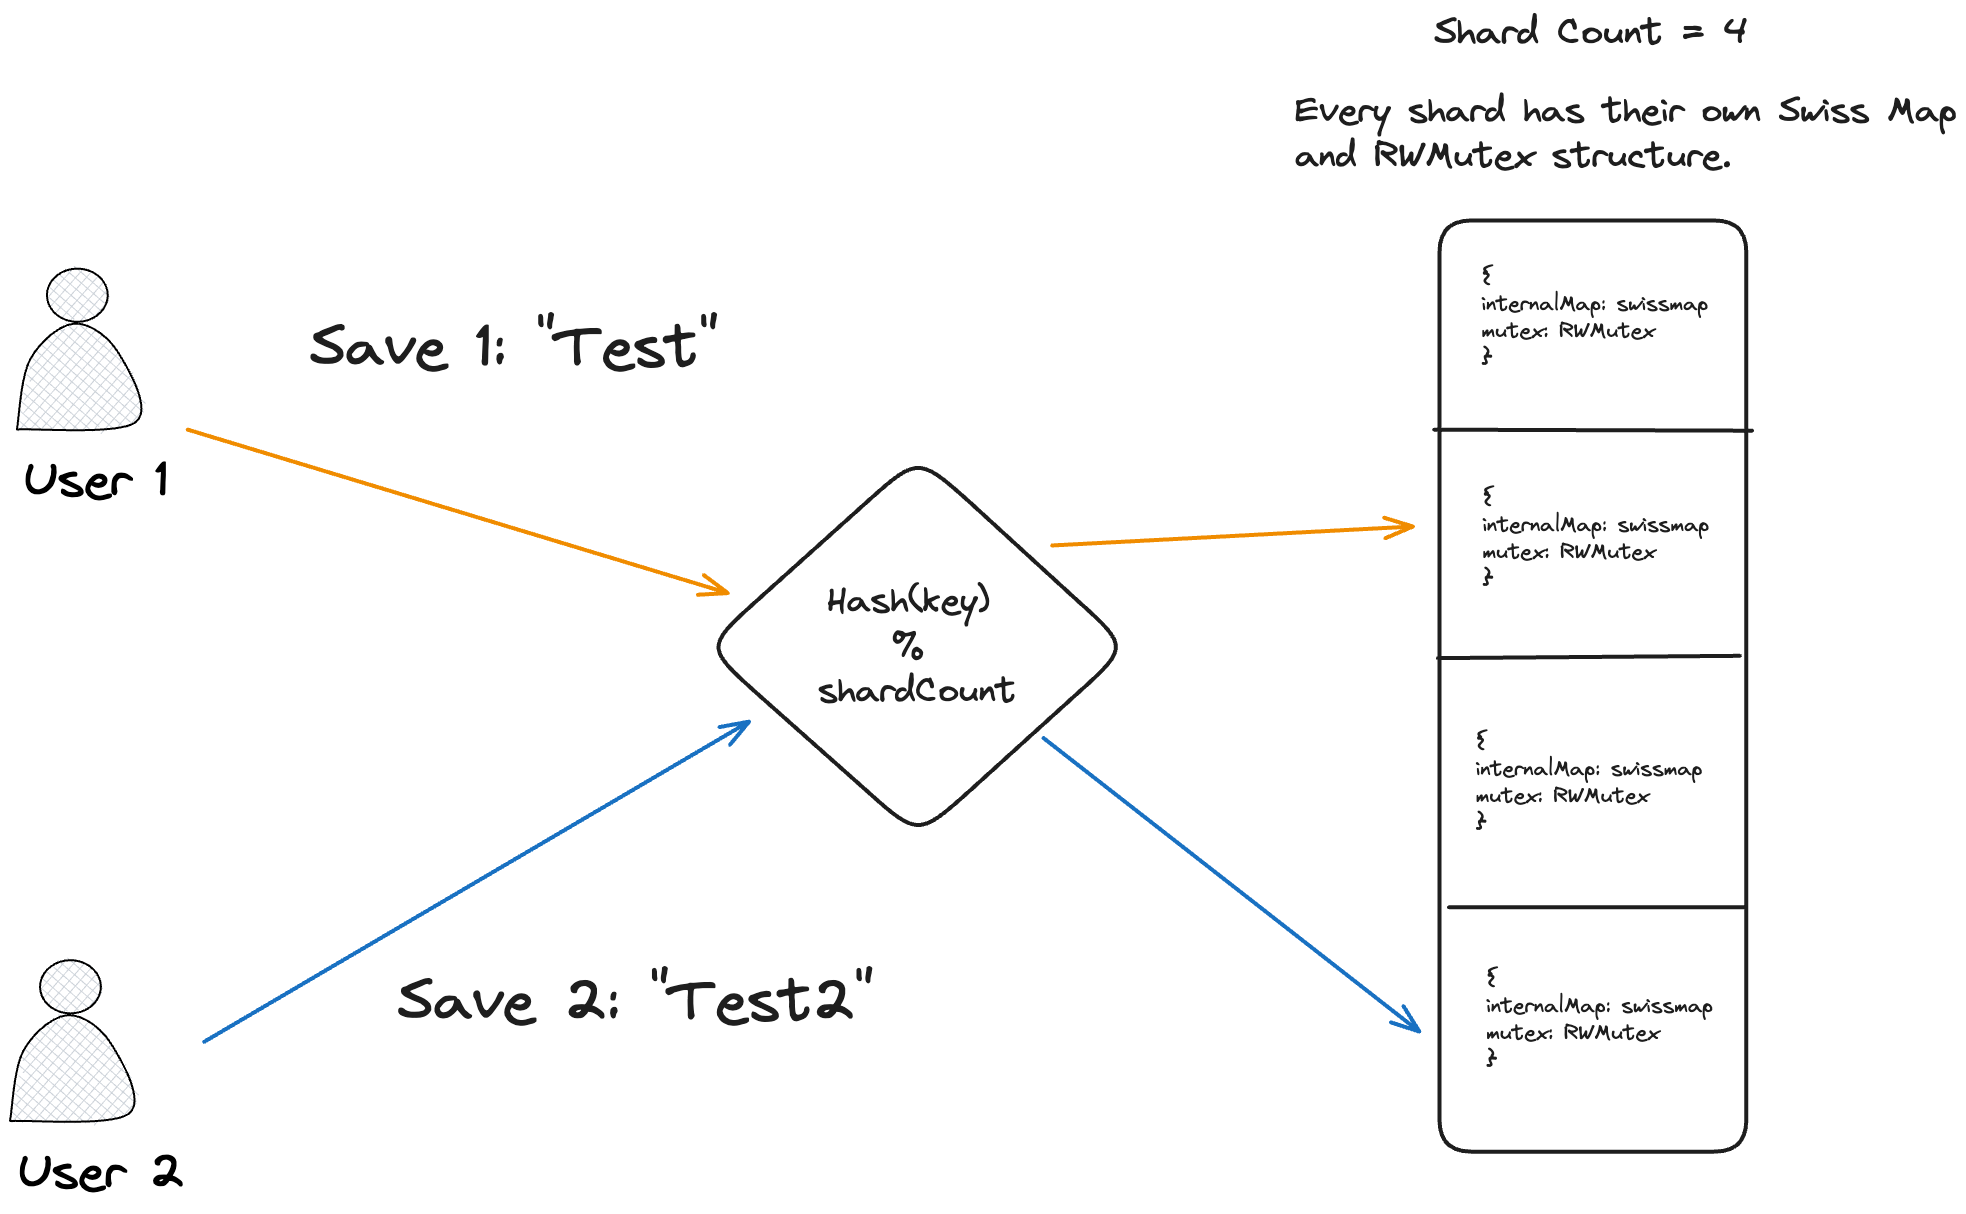 Shard Count = 4
Every shard has their own Swiss Map
and RWMutex structure.
{
internalMap: swissmap
mutex: RWMutex
}
Save 1: "Test"
User 1
{
internalMap: swissmap
mutex: RWMutex
}
Hash(key)
%
shardCount
{
internalMap: swissmap
mutex: RWMutex
}
Save 2: "Test2"
{
internalMap: swissmap
mutex: RWMutex
}
User 2